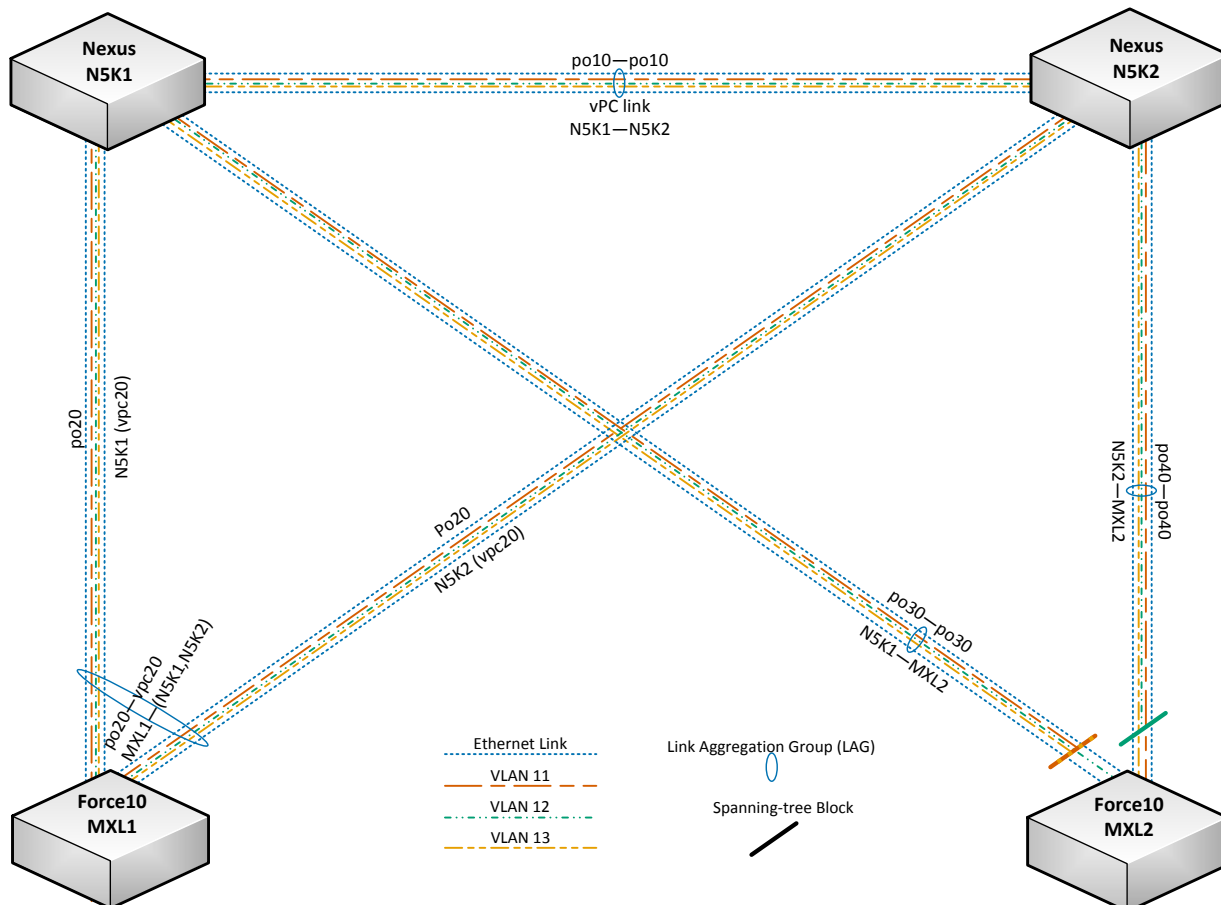 Nexus
N5K1
po10—po10
vPC link
N5K1—N5K2
Nexus
N5K2
po20
N5K1 (vpc20)
Po20
N5K2 (vpc20)
N5K2—MXL2
po40—po40
po30—po30
N5K1—MXL2
po20—vpc20
MXL1—(N5K1,N5K2)
Force10
MXL1
Ethernet Link
VLAN 11
VLAN 12
VLAN 13
Link Aggregation Group (LAG)
Spanning-tree Block
Force10
MXL2